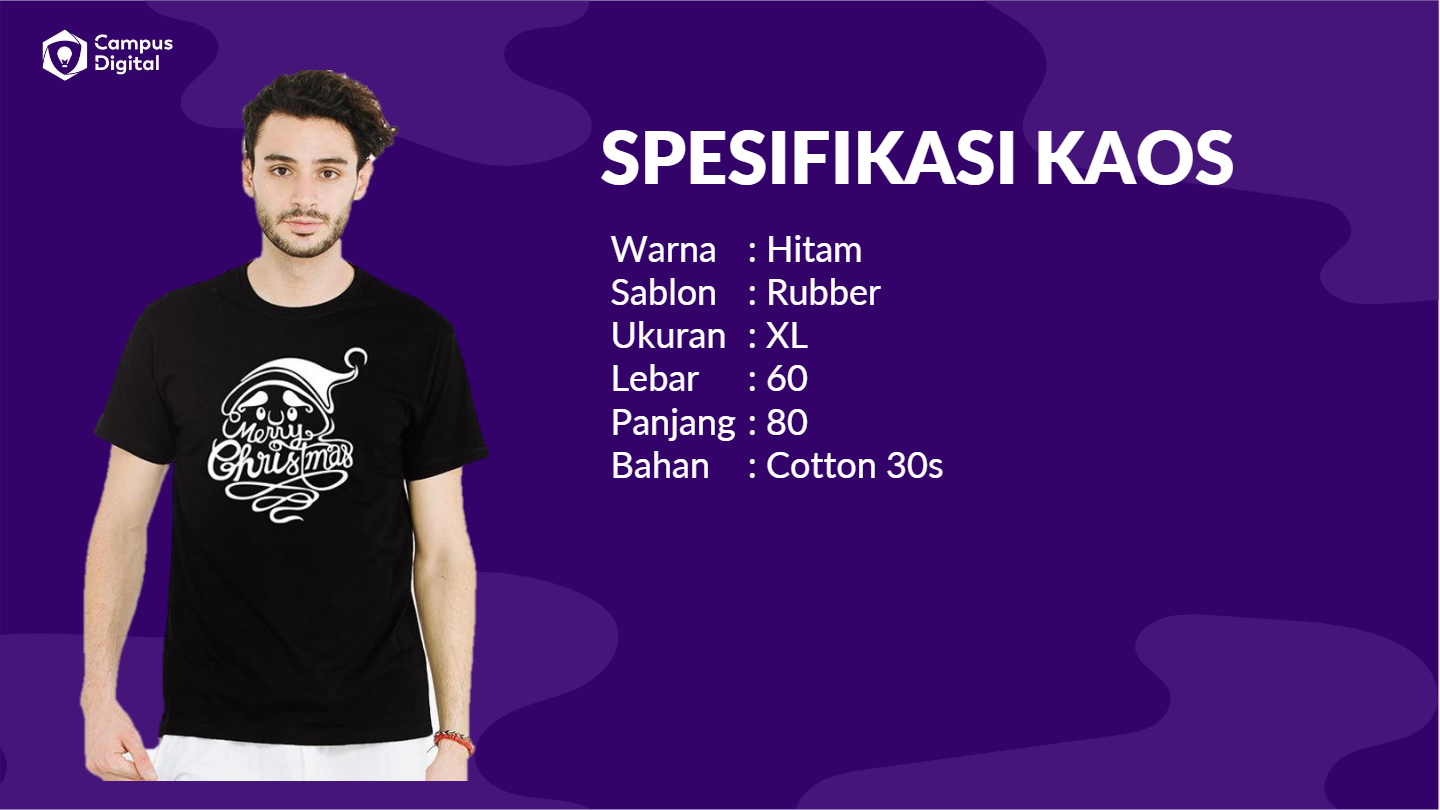 Campus
Digital
SPESIFIKASI KAOS
Warna : Hitam
Sablon : Rubber
Ukuran : XL
Lebar : 60
Panjang : 80
Bahan : Cotton 30s
Merry
Christmas